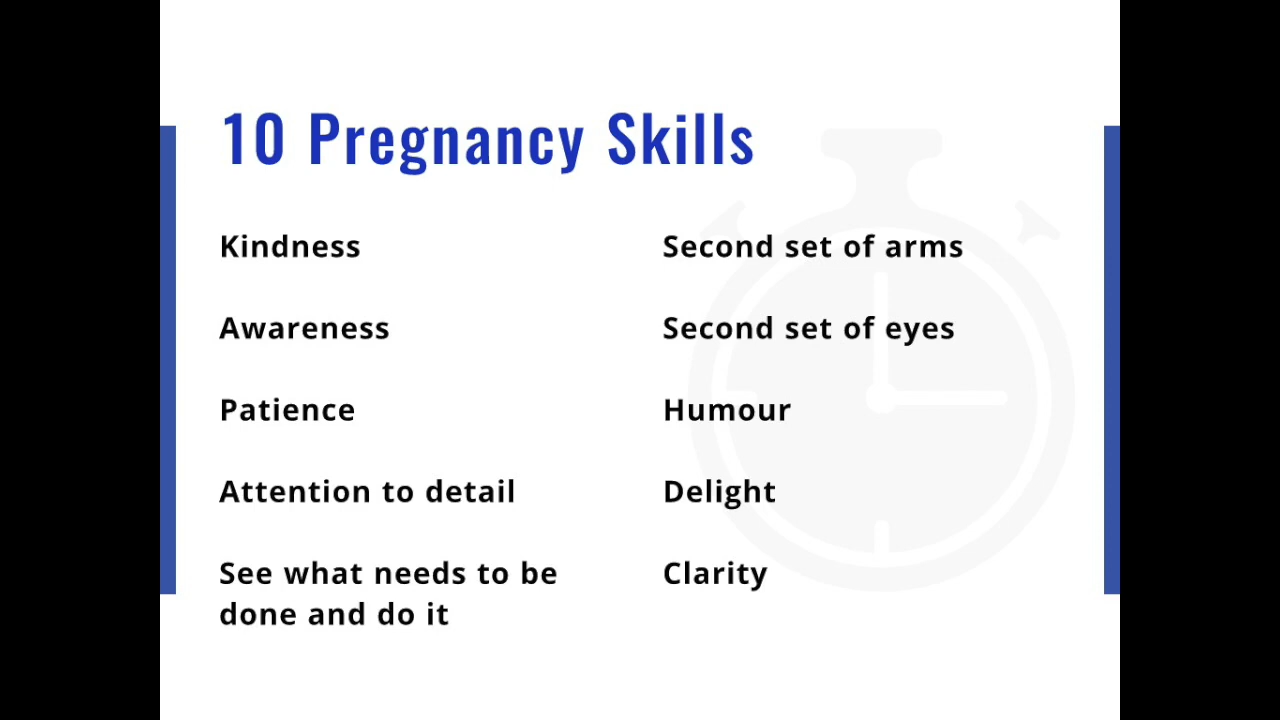 10 Pregnancy Skills
Kindness
Awareness
Patience
Attention to detail
See what needs to be
done and do it
Second set of arms
Second set of eyes
Humour
Delight
Clarity